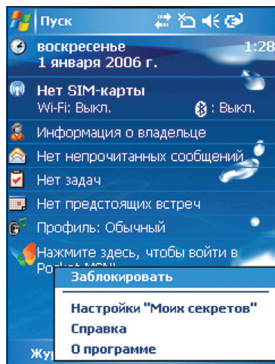 Пуск
воскресенье 1:28
1 января 2006 г.
Нет SIM-карты
Wi-Fi: Выкл. : Выкл.
Информация о владельце
Нет непрочитанных сообщений
Нет задач
Нет предстоящих встреч
Профиль: Обычный
Нажмите здесь, чтобы войти в
Pocket MSN!
Заблокировать
Настройки "Моих секретов"
Справка
О программе